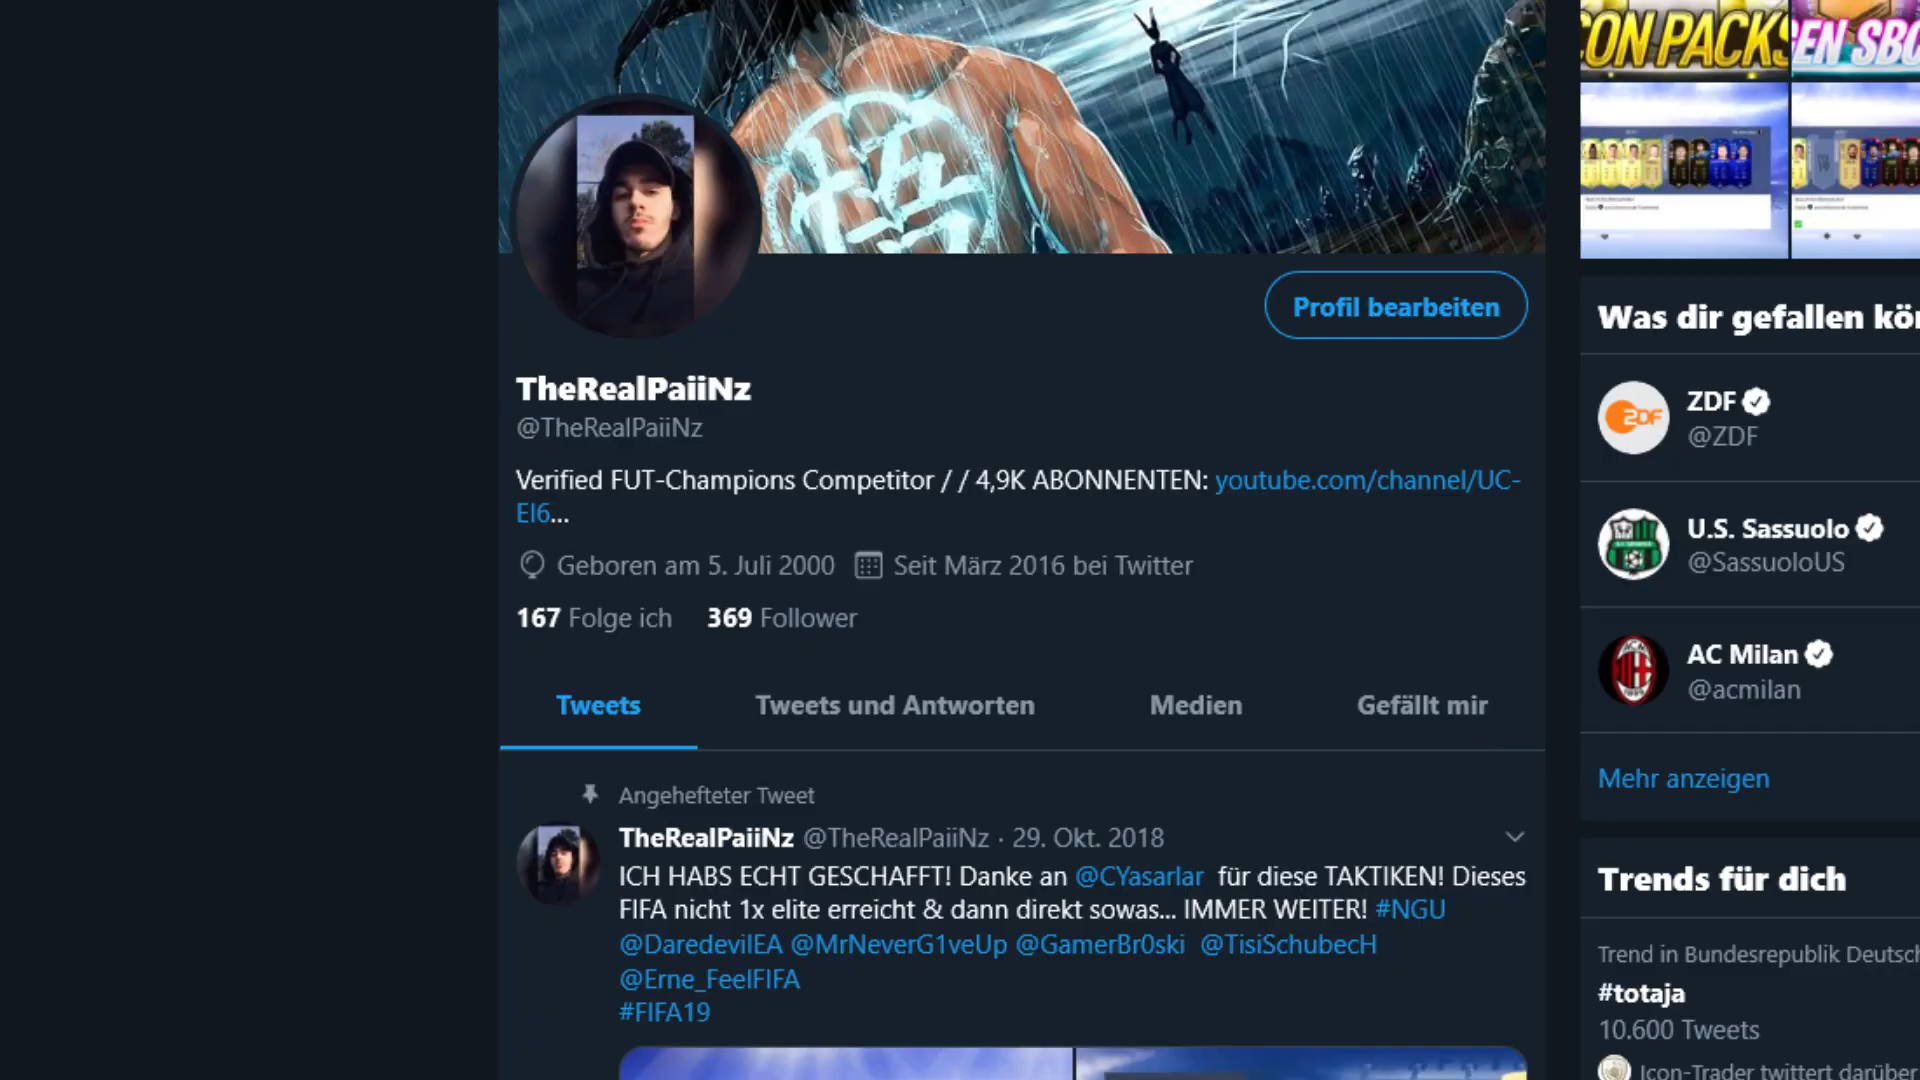 CON PACKS
EN SBC
悟
Profil bearbeiten
TheRealPaiiNz
@TheRealPaiiNz
Verified FUT-Champions Competitor / / 4,9K ABONNENTEN: youtube.com/channel/UC-
El6...
Geboren am 5. Juli 2000 Seit März 2016 bei Twitter
167 Folge ich 369 Follower
Tweets Tweets und Antworten Medien Gefällt mir
Angehefteter Tweet
TheRealPaiiNz @TheRealPaiiNz · 29. Okt. 2018
ICH HABS ECHT GESCHAFFT! Danke an @CYasarlar für diese TAKTIKEN! Dieses
FIFA nicht 1x elite erreicht & dann direkt sowas... IMMER WEITER! #NGU
@DaredevilEA @MrNeverG1veUp @GamerBr0ski @TisiSchubecH
@Erne_FeelFIFA
#FIFA19
Was dir gefallen kön
ZDF
@ZDF
U.S. Sassuolo
@SassuoloUS
AC Milan
@acmilan
Mehr anzeigen
Trends für dich
Trend in Bundesrepublik Deutsch
#totaja
10.600 Tweets
Icon-Trader twittert darüber